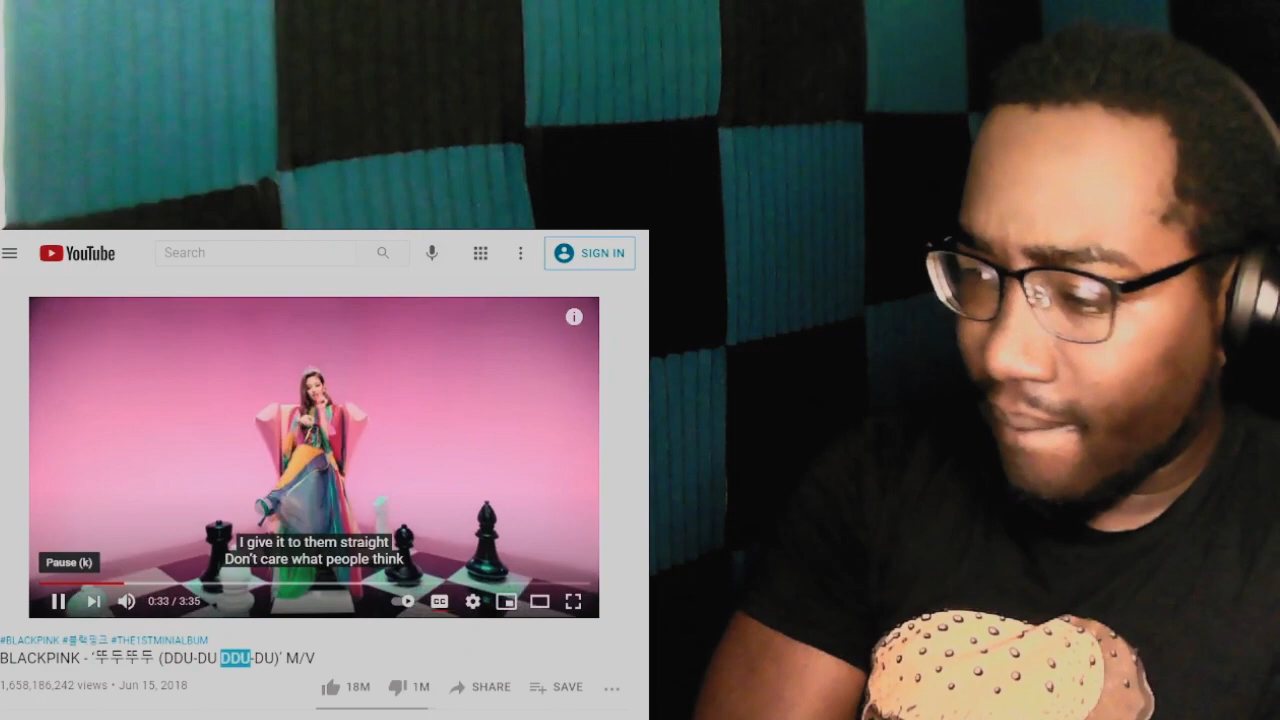 YouTube
Search
SIGN IN
I give it to them straight
Don't care what people think
Pause (k)
0:33 / 3:35
#BLACKPINK #블랙핑크 #THE1STMINIALBUM
BLACKPINK - '뚜두뚜두 (DDU-DU DDU-DU)' M/V
1,658,186,242 views • Jun 15, 2018
18M
1M
SHARE
SAVE